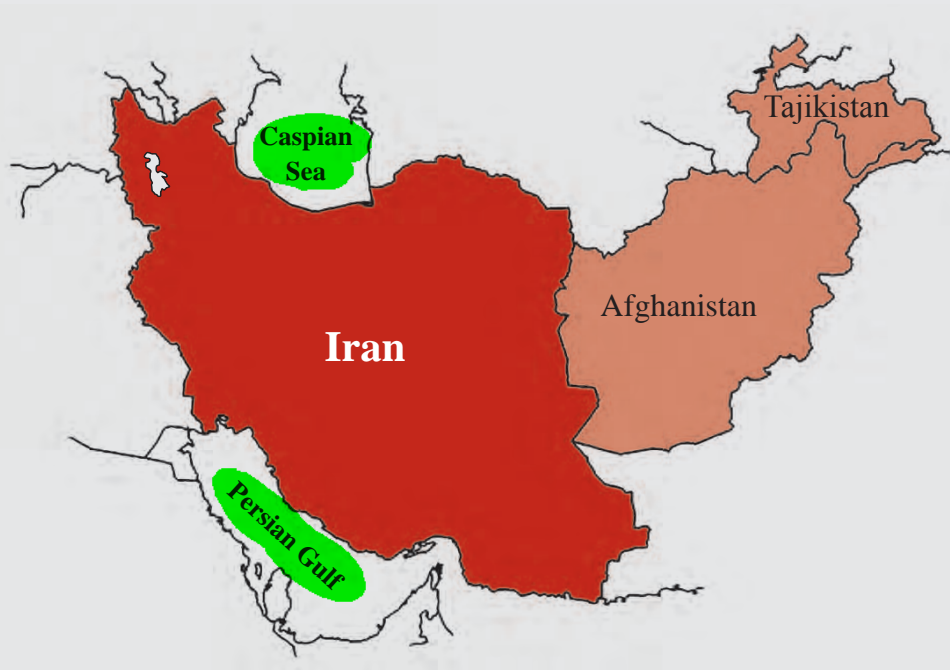 Tajikistan
Caspian
Sea
Afghanistan
Iran
Persian Gulf